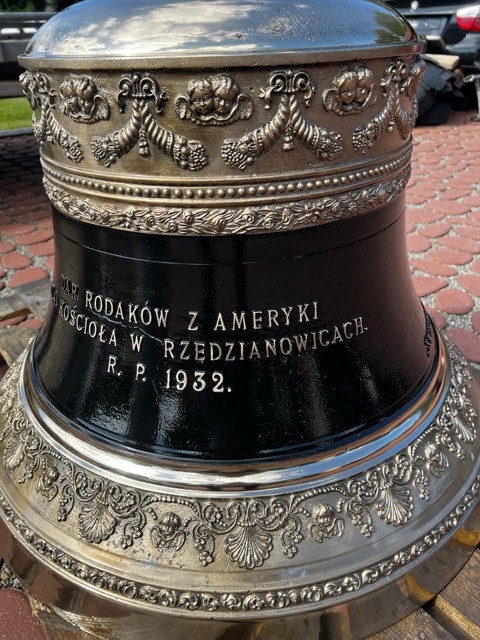 DAR RODAKÓW Z AMERYKI
KOŚCIOŁA W RZĘDZIANOWICACH.
R. P. 1932.